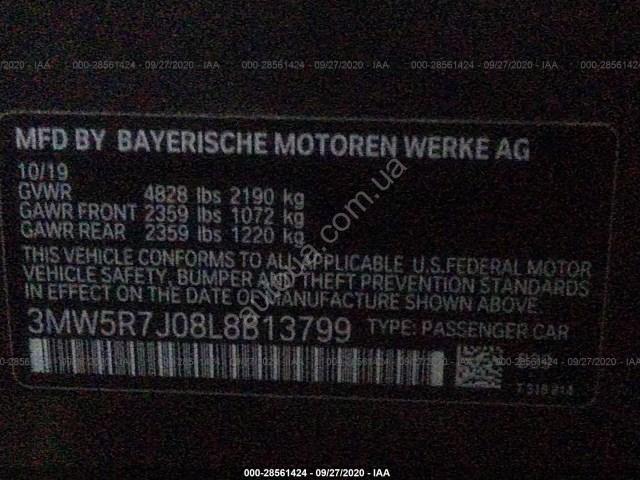 000-28561424 - 09/27/2020 - IAA
MFD BY BAYERISCHE MOTOREN WERKE AG
10/19
GVWR 4828 lbs 2190 kg
GAWR FRONT 2359 lbs 1072 kg
GAWR REAR 2359 lbs 1220 kg
THIS VEHICLE CONFORMS TO ALL APPLICABLE U.S.FEDERAL MOTOR
VEHICLE SAFETY, BUMPER AND THEFT PREVENTION STANDARDS
IN EFFECT ON THE DATE OF MANUFACTURE SHOWN ABOVE.
3MW5R7J08L8B13799 TYPE: PASSENGER CAR
autobua.com.ua
000-28561424 - 09/27/2020 - IAA